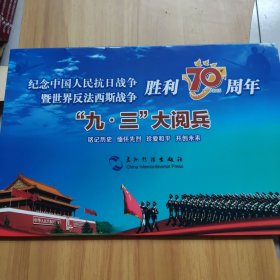 纪念中国人民抗日战争
暨世界反法西斯战争
胜利70周年
“九·三”大阅兵
铭记历史 缅怀先烈 珍爱和平 开创未来
五洲传播出版社
China Intercontinental Press